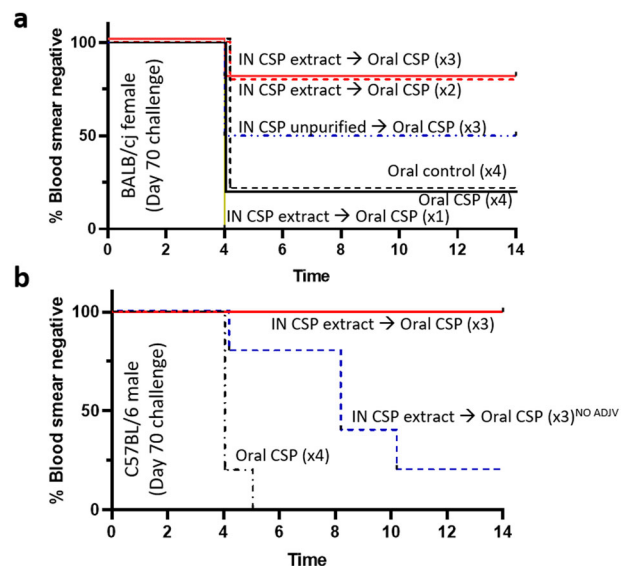 a
% Blood smear negative
BALB/cj female
(Day 70 challenge)
100
50
0
IN CSP extract → Oral CSP (x3)
IN CSP extract → Oral CSP (x2)
IN CSP unpurified → Oral CSP (x3)
Oral control (x4)
Oral CSP (x4)
IN CSP extract → Oral CSP (x1)
0 2 4 6 8 10 12 14
Time
b
% Blood smear negative
C57BL/6 male
(Day 70 challenge)
100
50
0
IN CSP extract → Oral CSP (x3)
IN CSP extract → Oral CSP (x3)NO ADJV
Oral CSP (x4)
0 2 4 6 8 10 12 14
Time